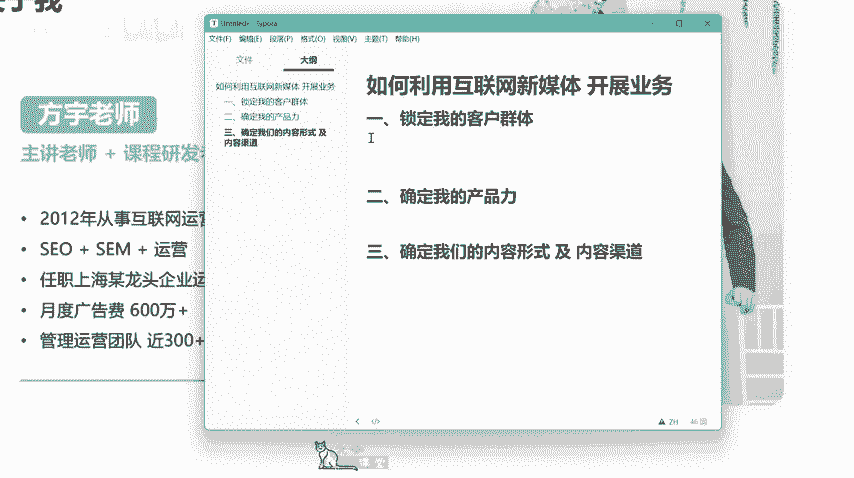 于我
方字老师
主讲老师 + 课程研发
2012年从事互联网运营
SEO + SEM + 运营
任职上海某龙头企业运
月度广告费 600万+
管理运营团队 近300+
Untitled - Typora
文件(F) 编辑(E) 段落(P) 格式(O) 视图(V) 主题(T) 帮助(H)
文件 大纲
如何利用互联网新媒体 开展业务
一、锁定我的客户群体
二、确定我的产品力
三、确定我们的内容形式 及
内容渠道
如何利用互联网新媒体 开展业务
一、锁定我的客户群体
二、确定我的产品力
三、确定我们的内容形式 及 内容渠道
ZH 46 词
课堂